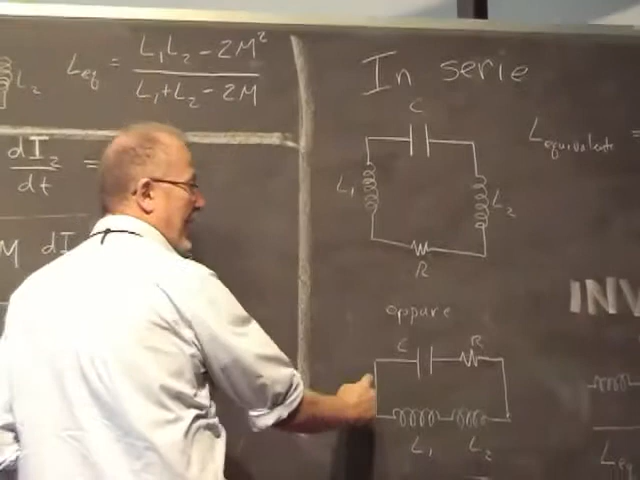 L₂
L_eq = (L₁L₂ - 2M²) / (L₁ + L₂ - 2M)
dI₂/dt =
M dI
In serie
C
L₁
L₂
R
L_equivalente =
oppure
C R
L₁ L₂
INV
L_eq